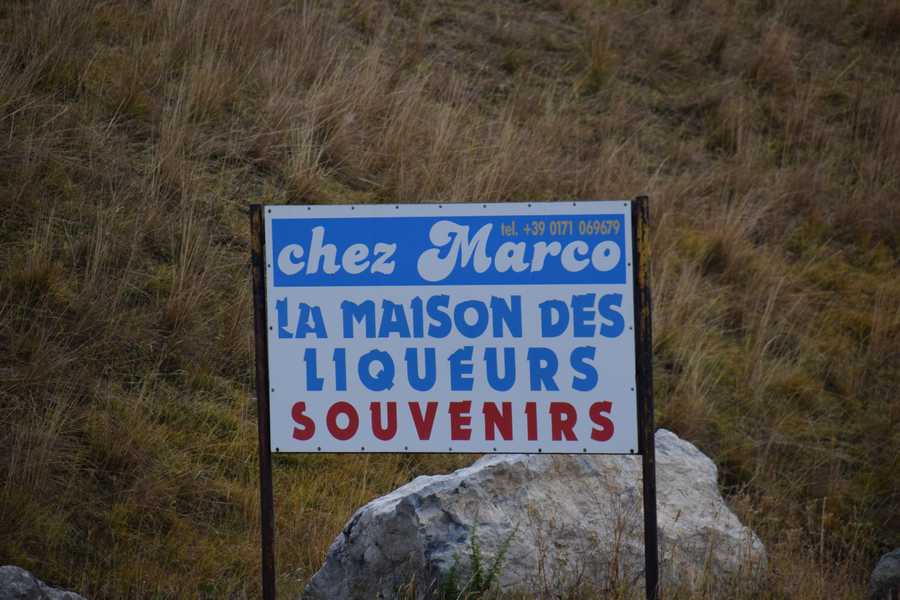 tel. +39 0171 069679
chez Marco
LA MAISON DES
LIQUEURS
SOUVENIRS